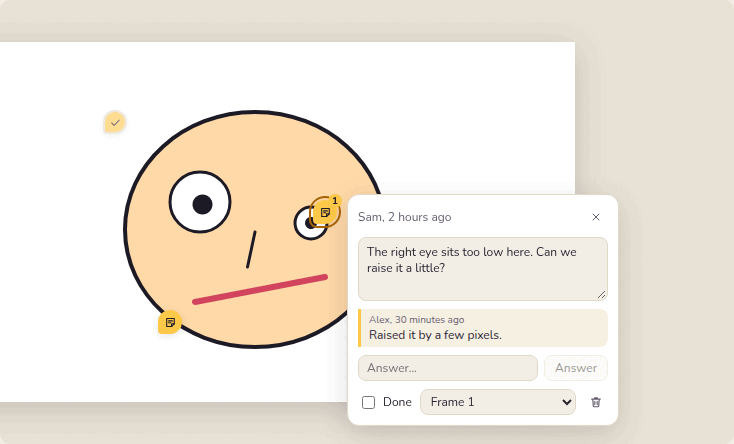 1
Sam, 2 hours ago
The right eye sits too low here. Can we
raise it a little?
Alex, 30 minutes ago
Raised it by a few pixels.
Answer...
Answer
Done
Frame 1